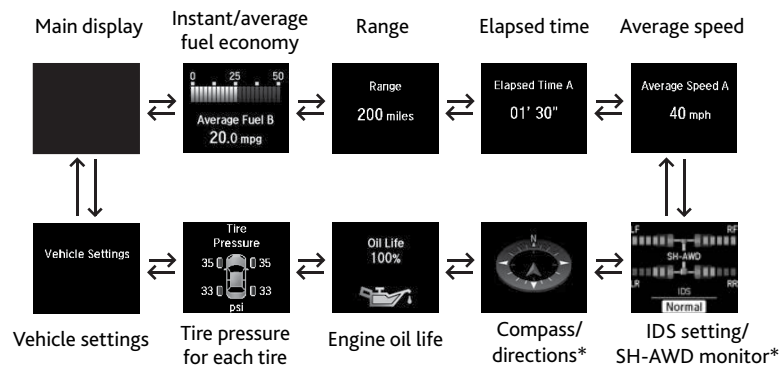 Main display
Instant/average
fuel economy
Range
Elapsed time
Average speed
0 25 50
Average Fuel B
20.0 mpg
Range
200 miles
Elapsed Time A
01' 30"
Average Speed A
40 mph
Vehicle Settings
Tire
Pressure
35 35
33 33
psi
Oil Life
100%
N
LF RF
SH-AWD
LR RR
IDS
Normal
Vehicle settings
Tire pressure
for each tire
Engine oil life
Compass/
directions*
IDS setting/
SH-AWD monitor*